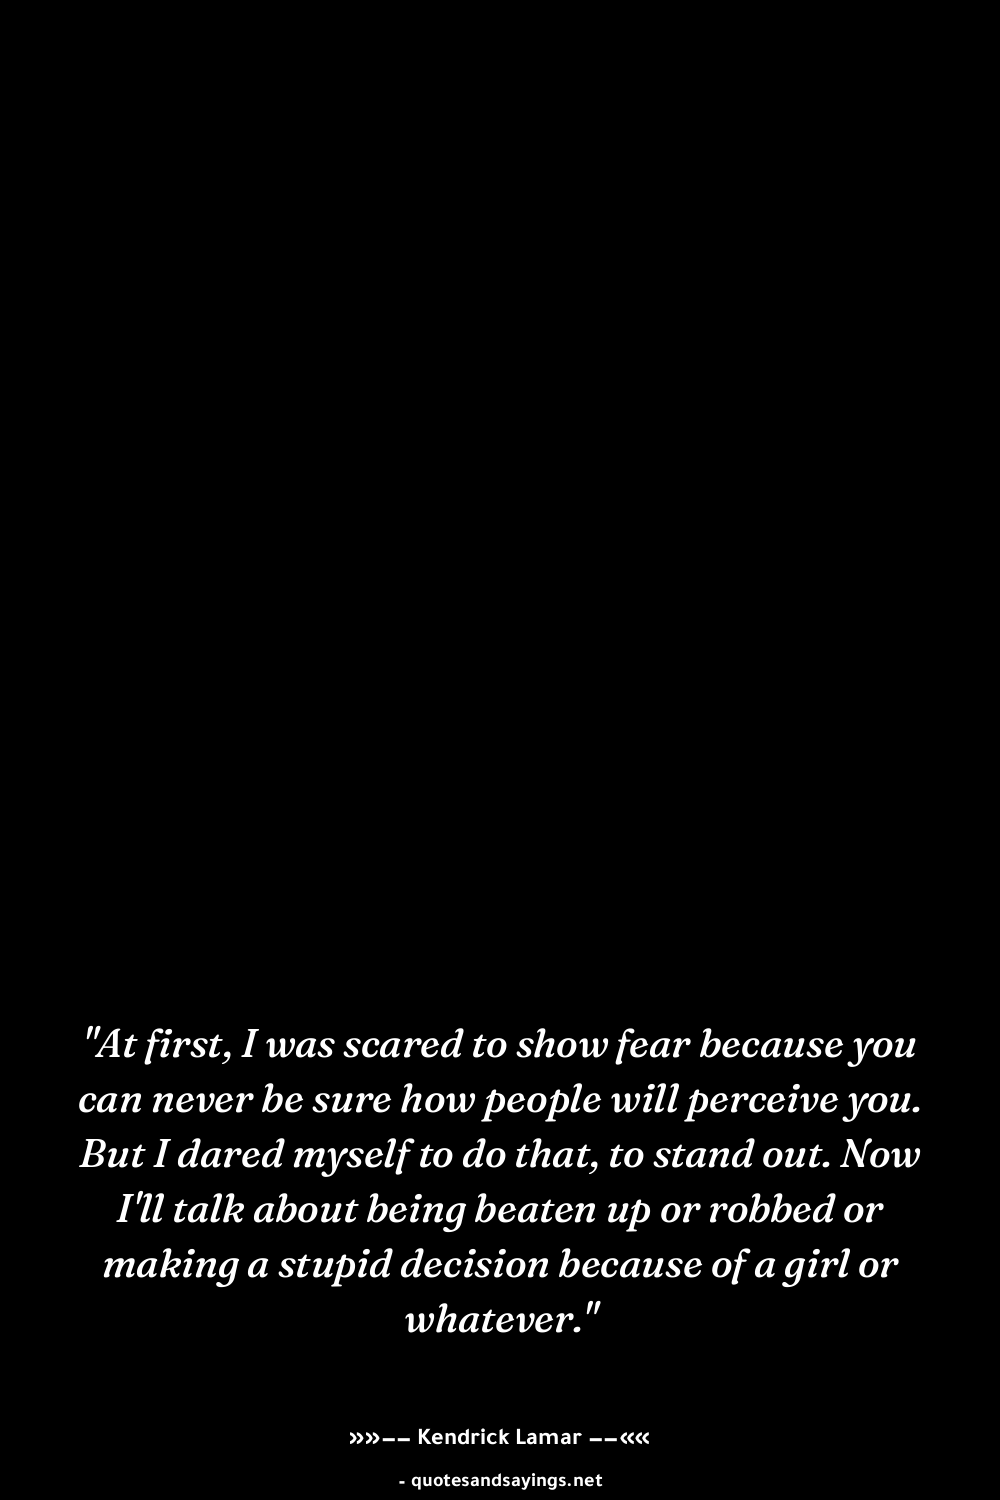 "At first, I was scared to show fear because you
can never be sure how people will perceive you.
But I dared myself to do that, to stand out. Now
I'll talk about being beaten up or robbed or
making a stupid decision because of a girl or
whatever."
»»–– Kendrick Lamar ––««
- quotesandsayings.net